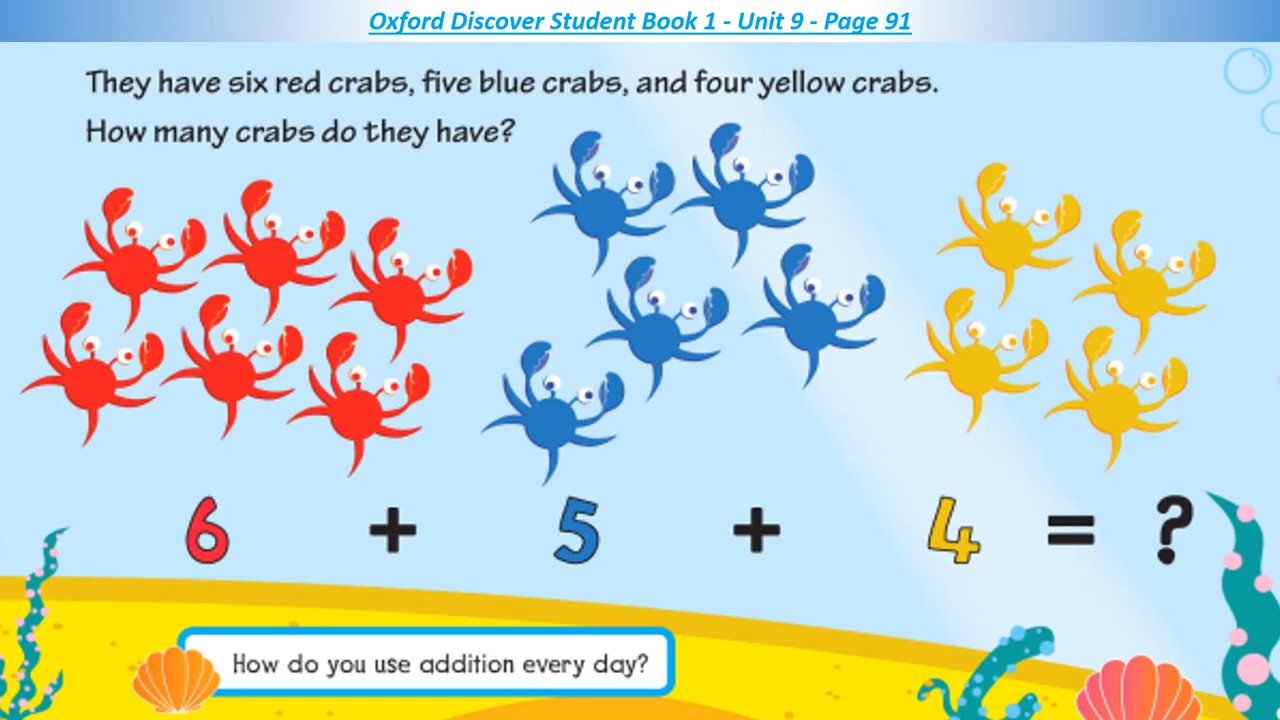 Oxford Discover Student Book 1 - Unit 9 - Page 91
They have six red crabs, five blue crabs, and four yellow crabs.
How many crabs do they have?
6 + 5 + 4 = ?
How do you use addition every day?